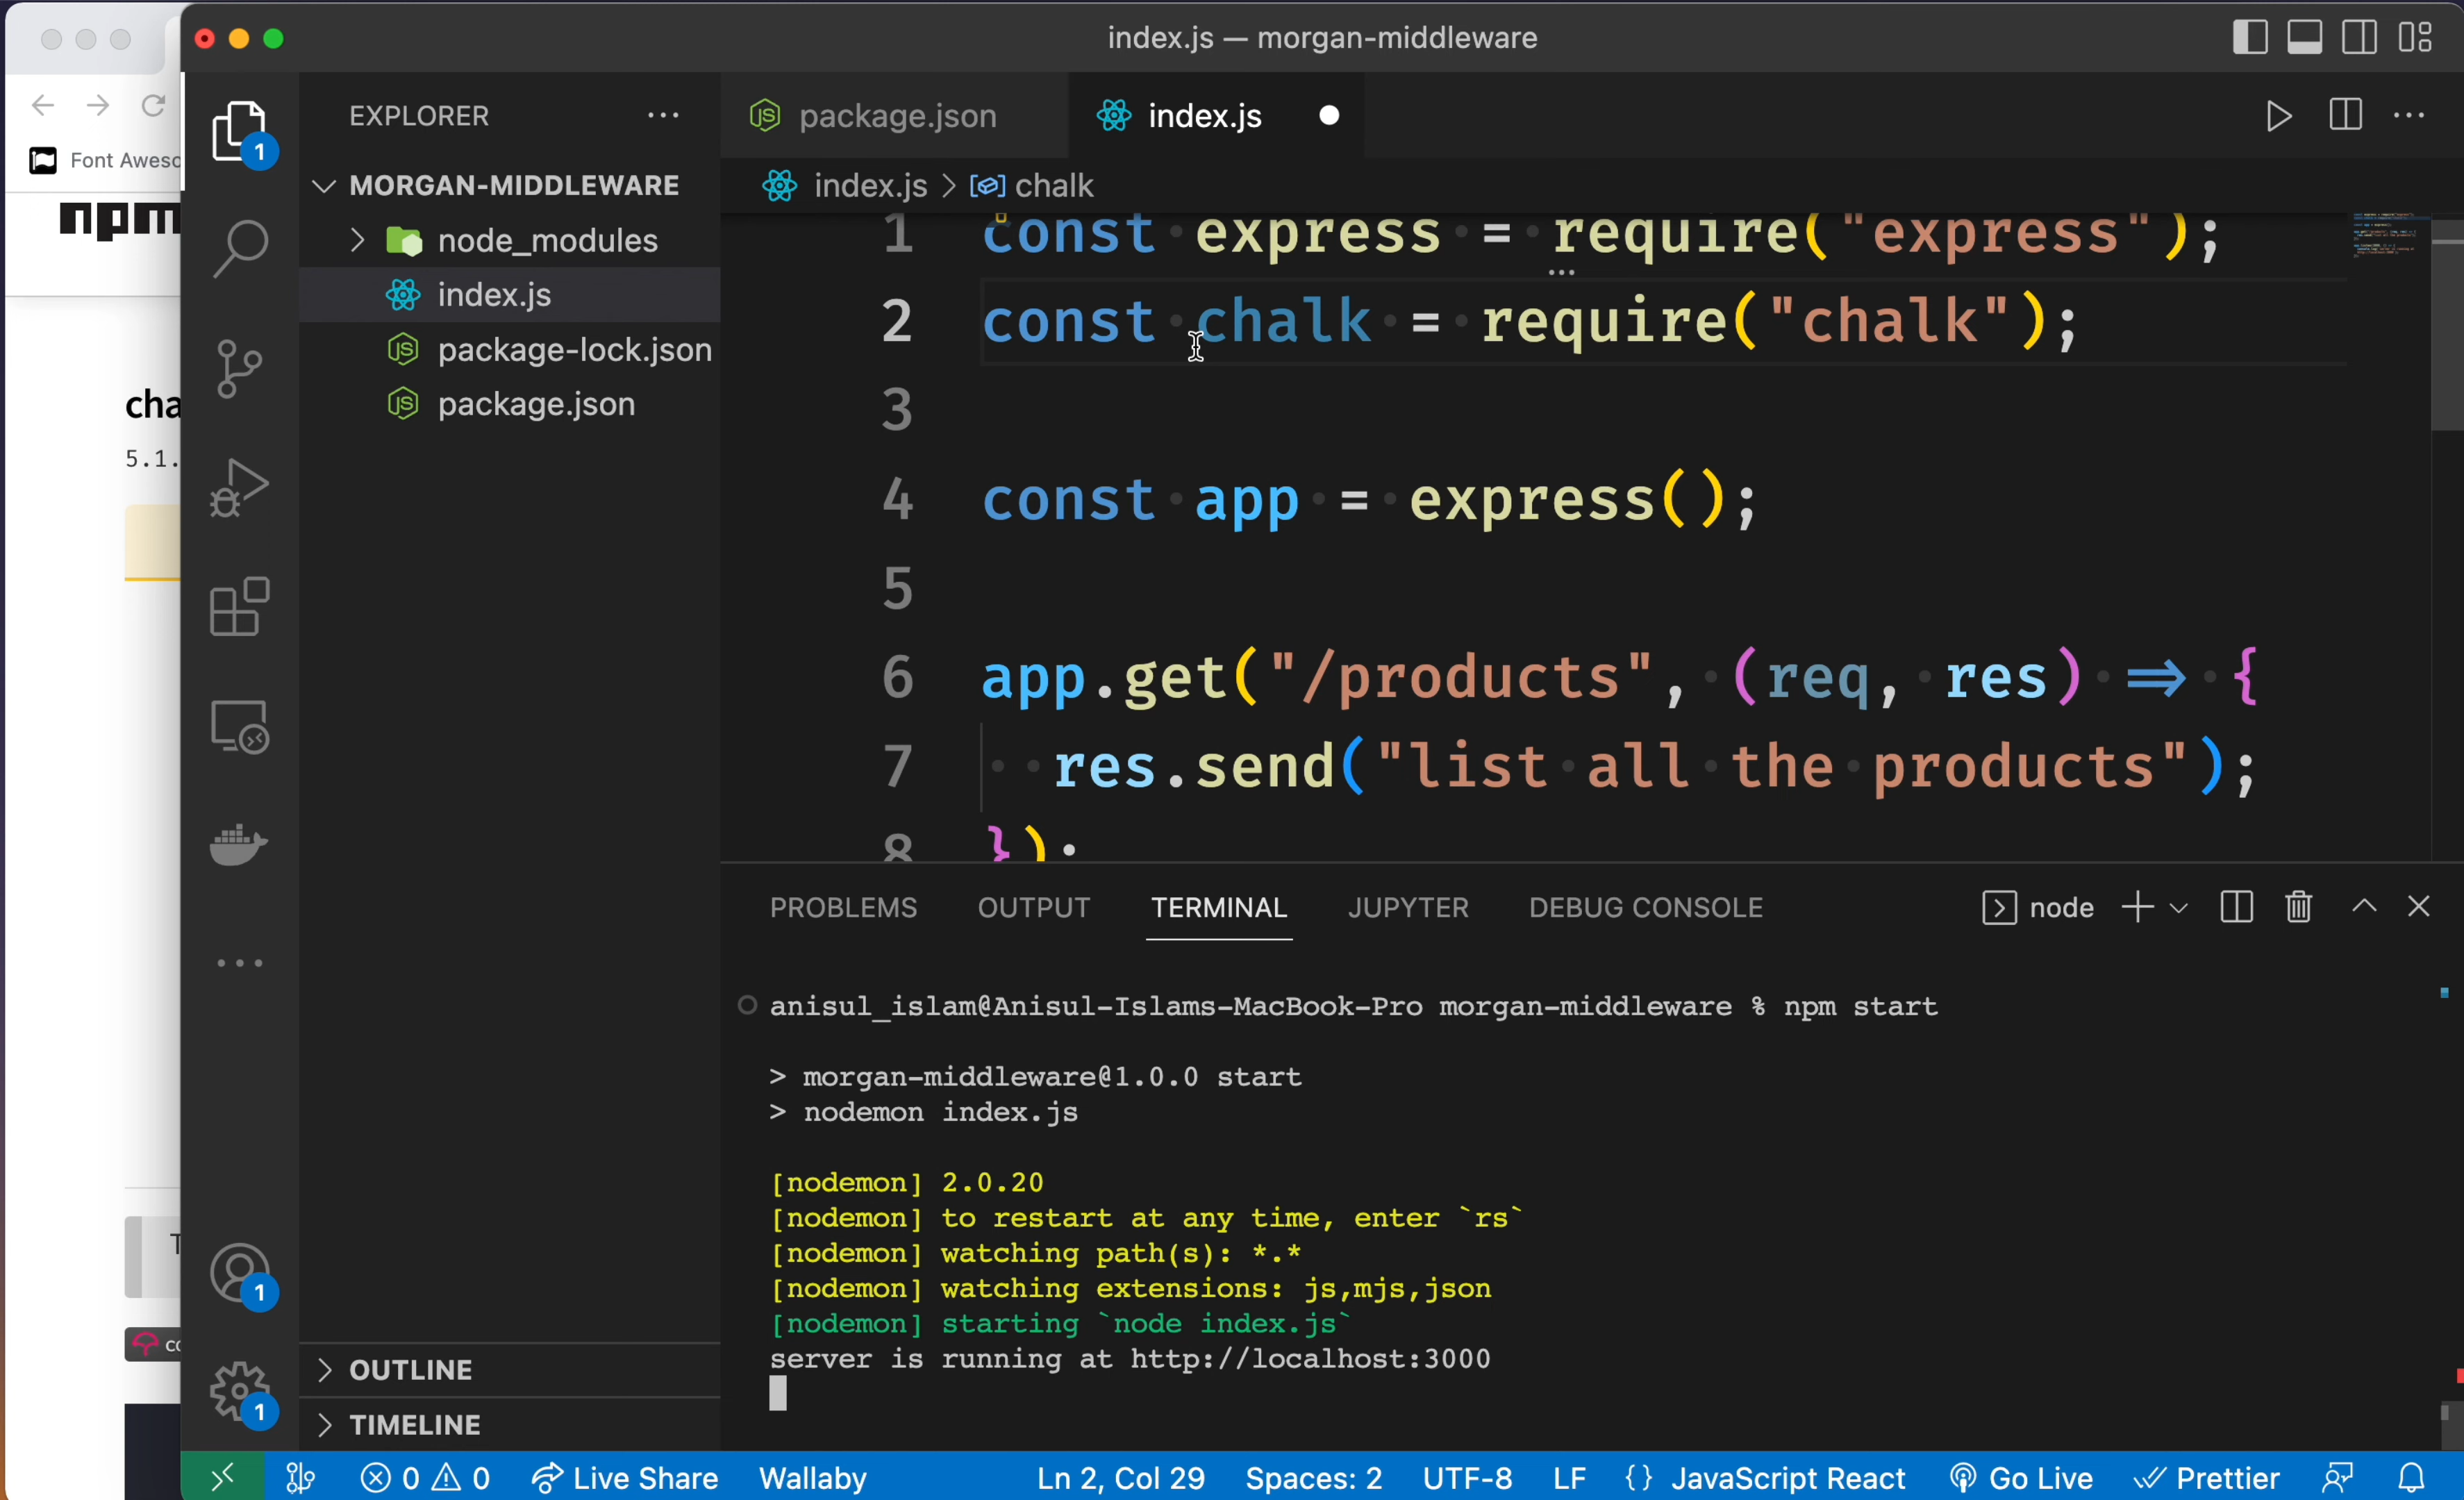 index.js — morgan-middleware
Font Aweso
npm
cha
5.1.
T
EXPLORER
MORGAN-MIDDLEWARE
node_modules
index.js
package-lock.json
package.json
OUTLINE
TIMELINE
1
1
1
package.json
index.js
index.js > chalk
1 const express = require("express");
2 const chalk = require("chalk");
3
4 const app = express();
5
6 app.get("/products", (req, res) => {
7 res.send("list all the products");
8 });
PROBLEMS OUTPUT TERMINAL JUPYTER DEBUG CONSOLE
node
anisul_islam@Anisul-Islams-MacBook-Pro morgan-middleware % npm start
> morgan-middleware@1.0.0 start
> nodemon index.js
[nodemon] 2.0.20
[nodemon] to restart at any time, enter `rs`
[nodemon] watching path(s): *.*
[nodemon] watching extensions: js,mjs,json
[nodemon] starting `node index.js`
server is running at http://localhost:3000
0 0 Live Share Wallaby Ln 2, Col 29 Spaces: 2 UTF-8 LF {} JavaScript React Go Live Prettier